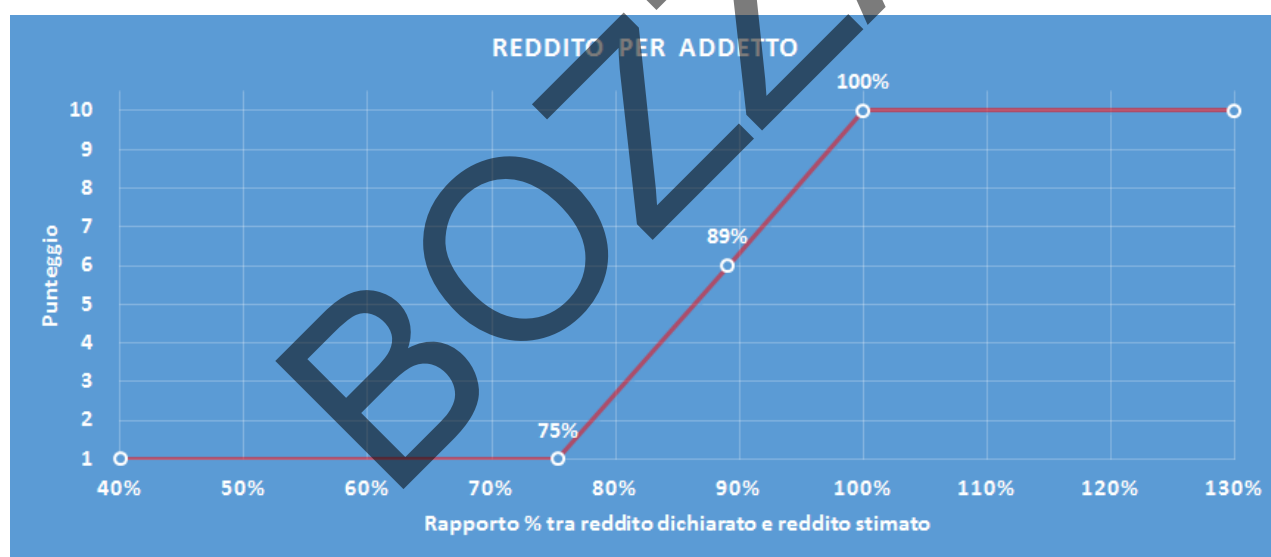 REDDITO PER ADDETTO
100%
10
9
8
7
89%
6
5
4
3
2
75%
1
Punteggio
40% 50% 60% 70% 80% 90% 100% 110% 120% 130%
Rapporto % tra reddito dichiarato e reddito stimato
BOZZ